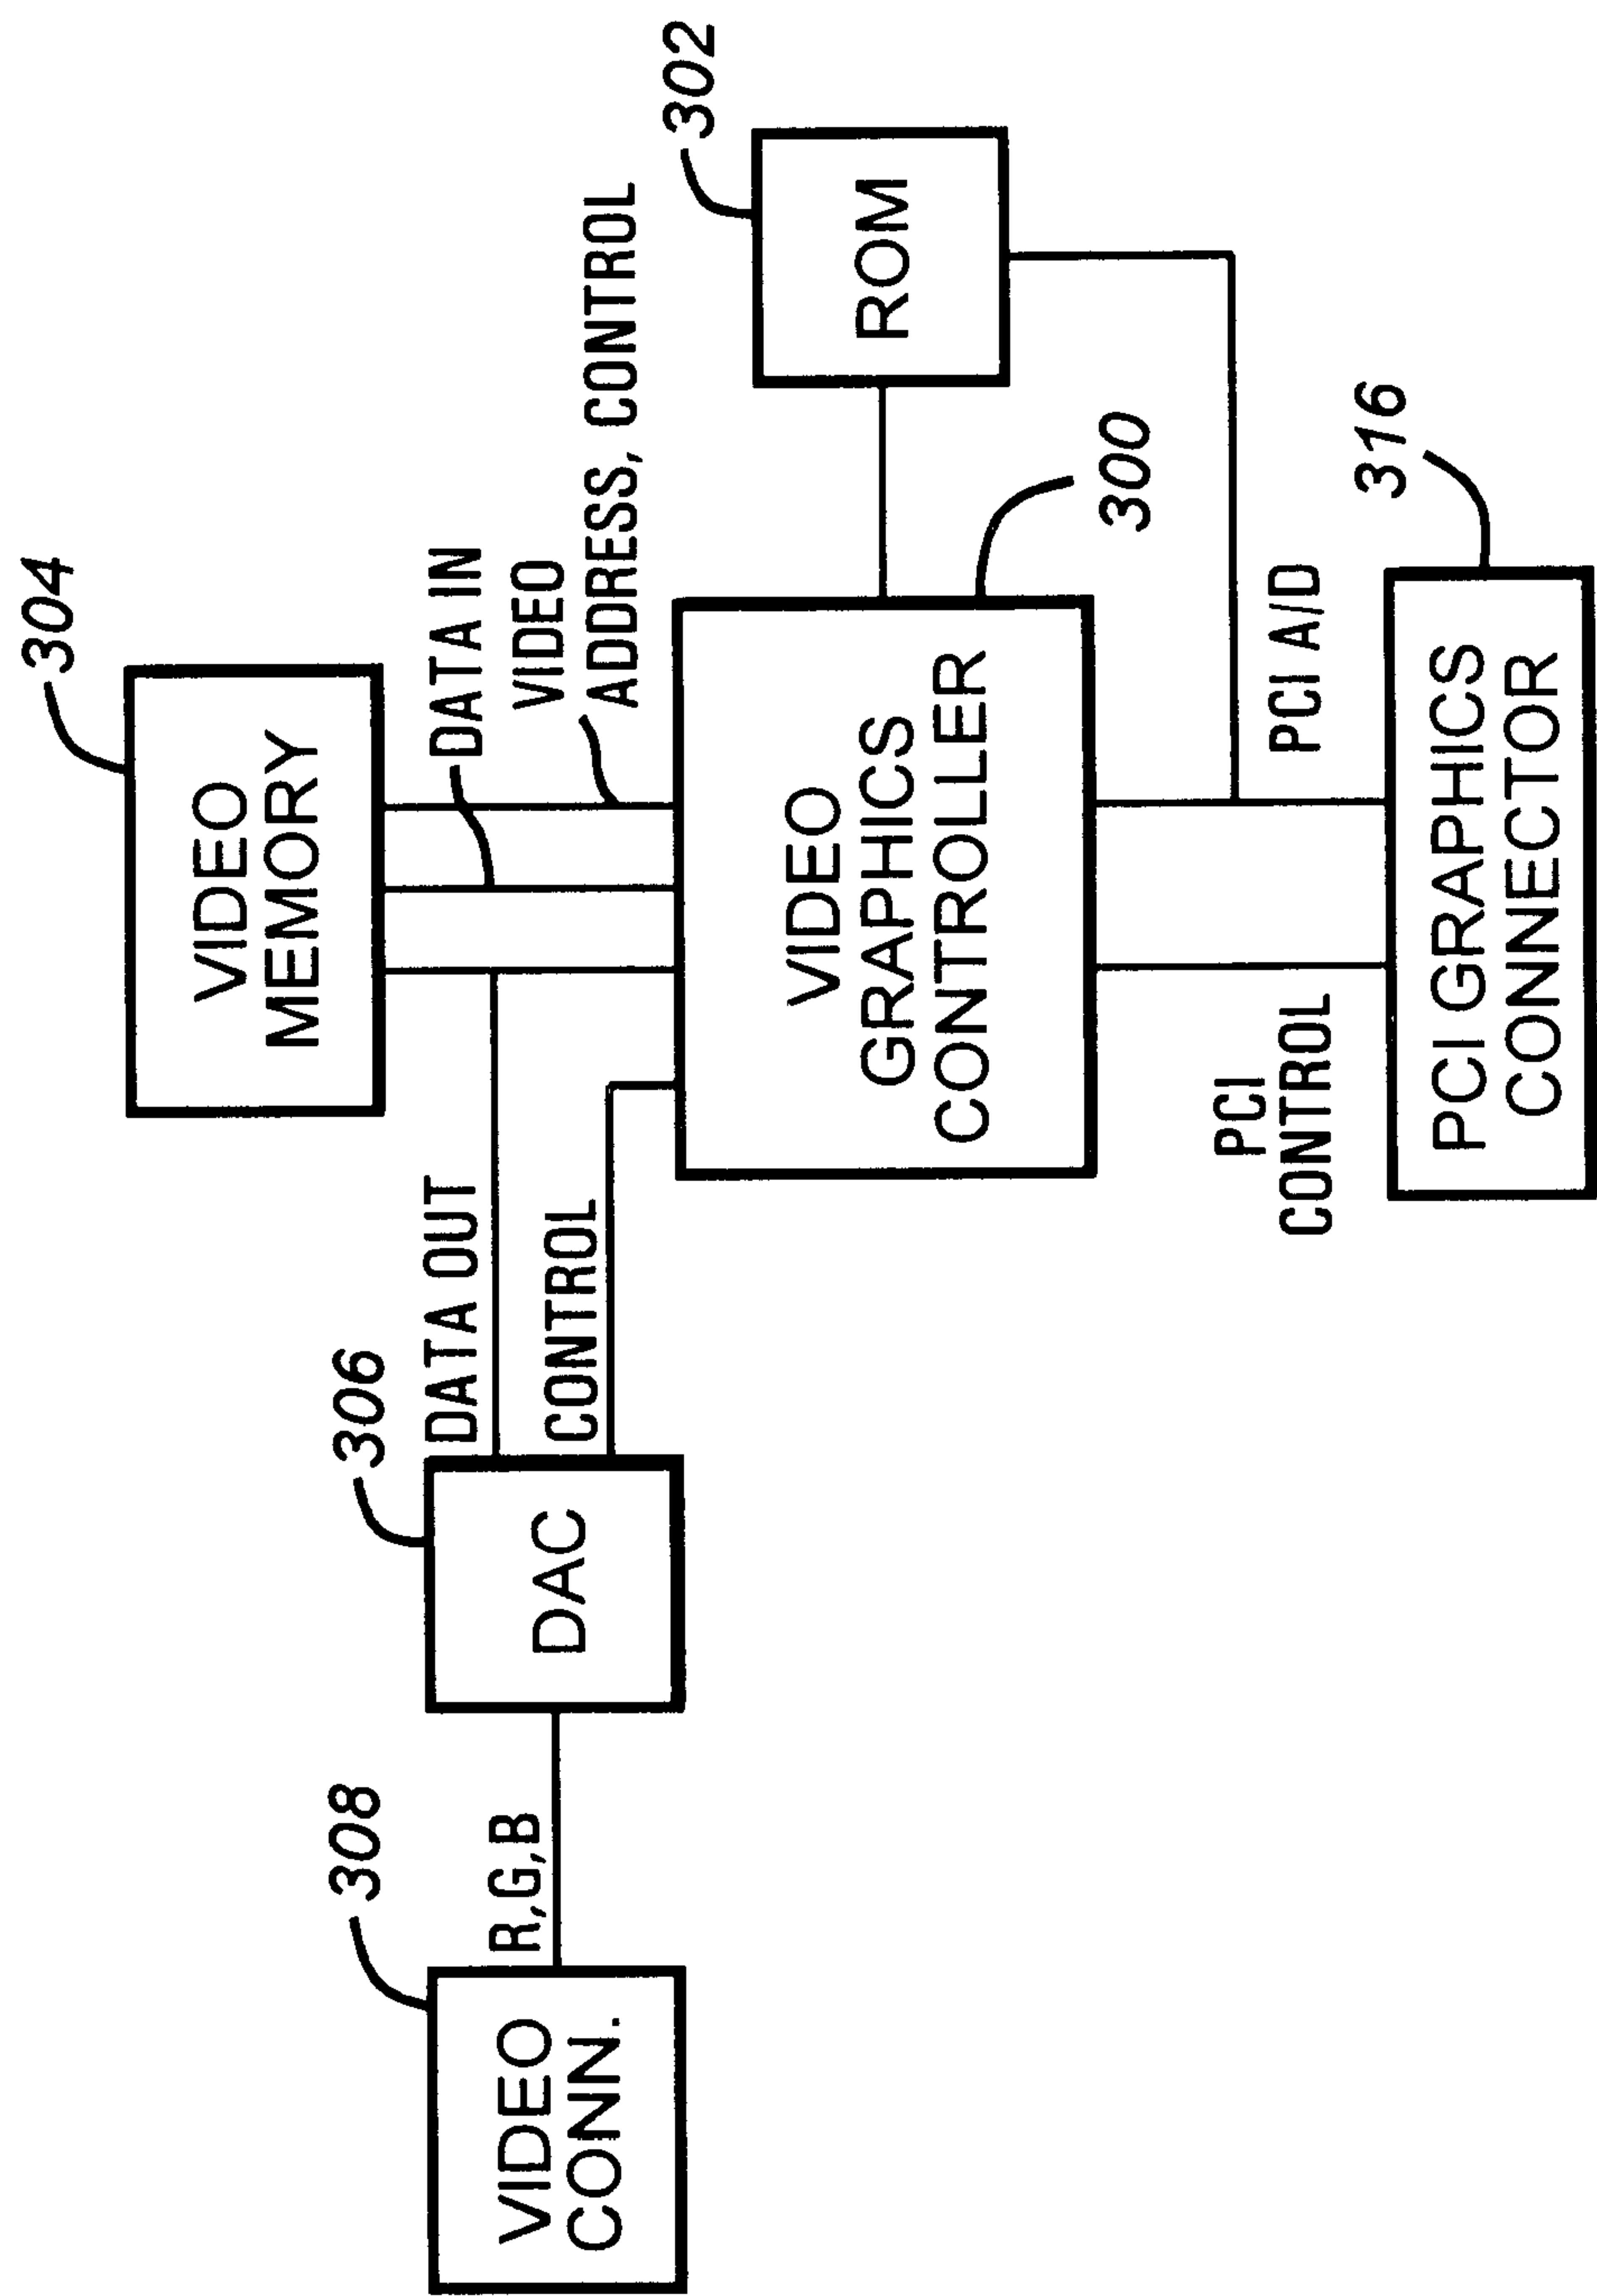 304
VIDEO
MEMORY
302
ROM
DATA IN
VIDEO
ADDRESS, CONTROL
308
VIDEO
CONN.
R,G,B
306
DAC
DATA OUT
CONTROL
VIDEO
GRAPHICS
CONTROLLER
300
PCI
CONTROL
PCI A/D
316
PCI GRAPHICS
CONNECTOR